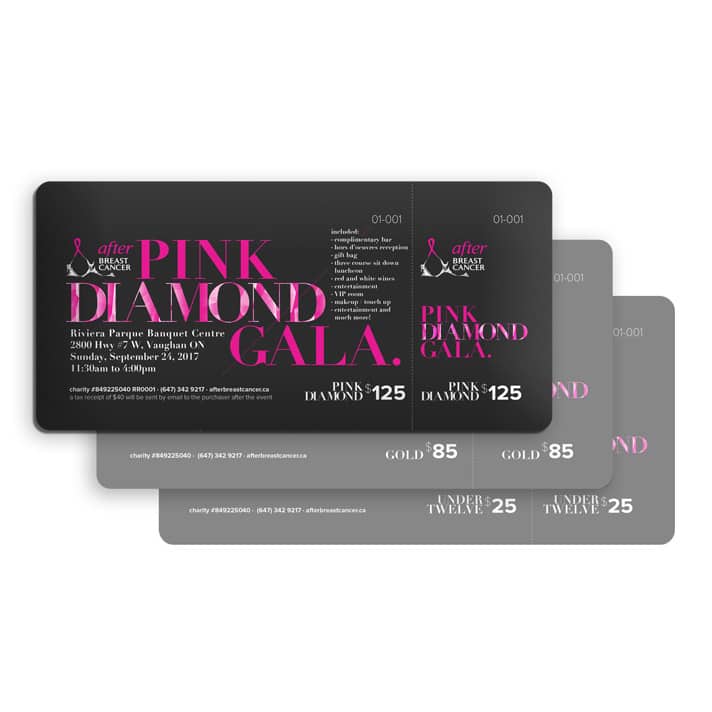 01-001
after
BREAST
CANCER
PINK
DIAMOND
GALA.
included:
- complimentary bar
- hors d'oeuvres reception
- gift bag
- three course sit down
luncheon
- red and white wines
- entertainment
- VIP room
- makeup / touch up
- entertainment and
much more!
Riviera Parque Banquet Centre
2800 Hwy #7 W, Vaughan ON
Sunday, September 24, 2017
11:30am to 4:00pm
charity #849225040 RR0001 - (647) 342 9217 - afterbreastcancer.ca
a tax receipt of $40 will be sent by email to the purchaser after the event
PINK
DIAMOND $125
01-001
after
BREAST
CANCER
PINK
DIAMOND
GALA.
PINK
DIAMOND $125
01-001
OND
charity #849225040 - (647) 342 9217 - afterbreastcancer.ca
GOLD $85
GOLD $85
01-001
OND
charity #849225040 - (647) 342 9217 - afterbreastcancer.ca
UNDER
TWELVE $25
UNDER
TWELVE $25